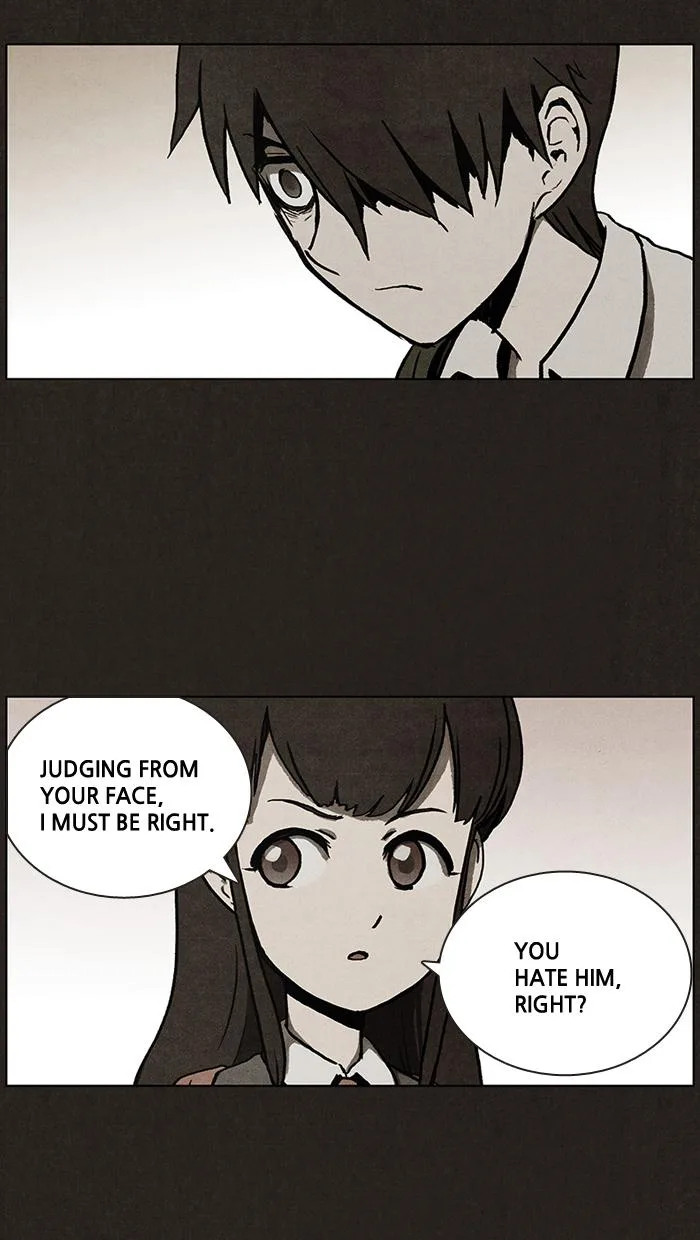 JUDGING FROM
YOUR FACE,
I MUST BE RIGHT.
YOU
HATE HIM,
RIGHT?